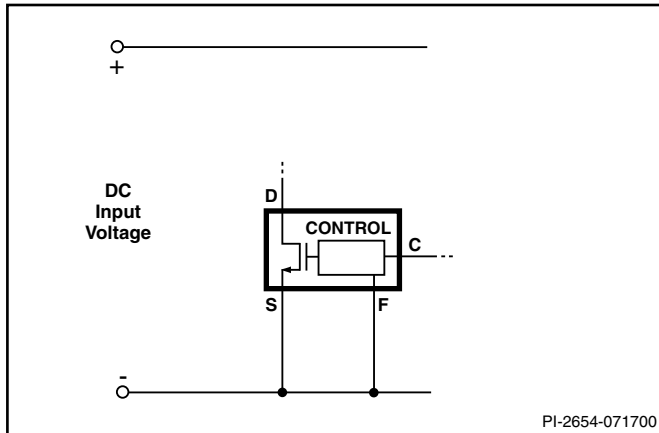 +
DC
Input
Voltage
D
CONTROL
C
S
F
-
PI-2654-071700